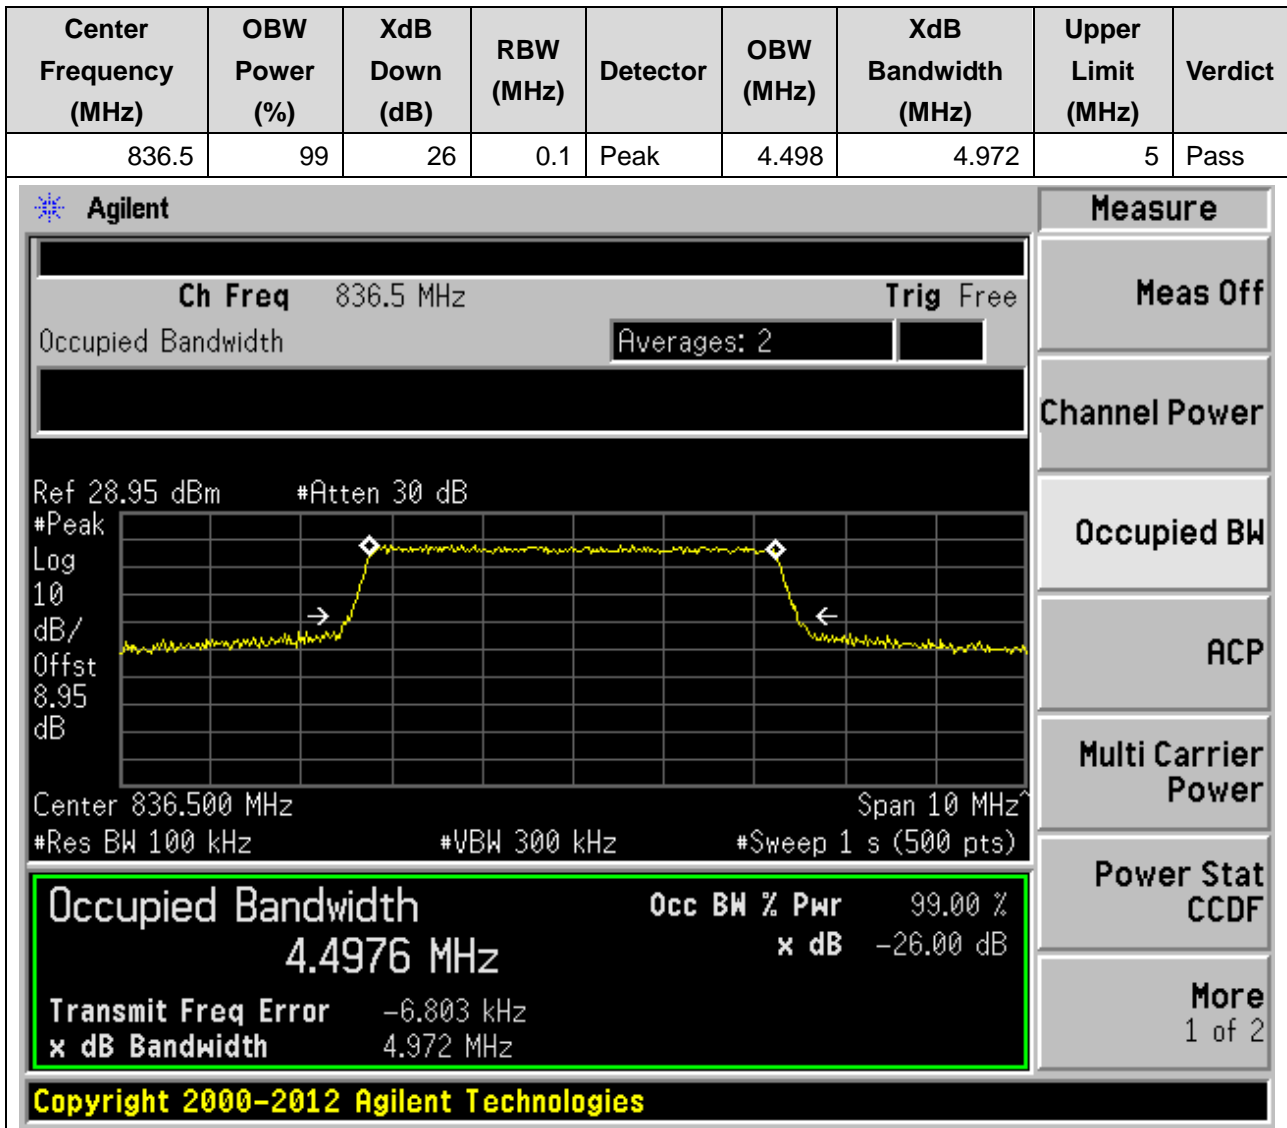 Center Frequency (MHz) OBW Power (%) XdB Down (dB) RBW (MHz) Detector OBW (MHz) XdB Bandwidth (MHz) Upper Limit (MHz) Verdict
836.5 99 26 0.1 Peak 4.498 4.972 5 Pass
Agilent
Measure
Ch Freq 836.5 MHz Trig Free
Meas Off
Occupied Bandwidth Averages: 2
Channel Power
Ref 28.95 dBm #Atten 30 dB
#Peak
Log
10
dB/
Offst
8.95
dB
Occupied BW
ACP
Multi Carrier
Power
Center 836.500 MHz Span 10 MHz^
#Res BW 100 kHz #VBW 300 kHz #Sweep 1 s (500 pts)
Power Stat
CCDF
Occupied Bandwidth Occ BW % Pwr 99.00 %
4.4976 MHz x dB -26.00 dB
Transmit Freq Error -6.803 kHz
x dB Bandwidth 4.972 MHz
More
1 of 2
Copyright 2000-2012 Agilent Technologies